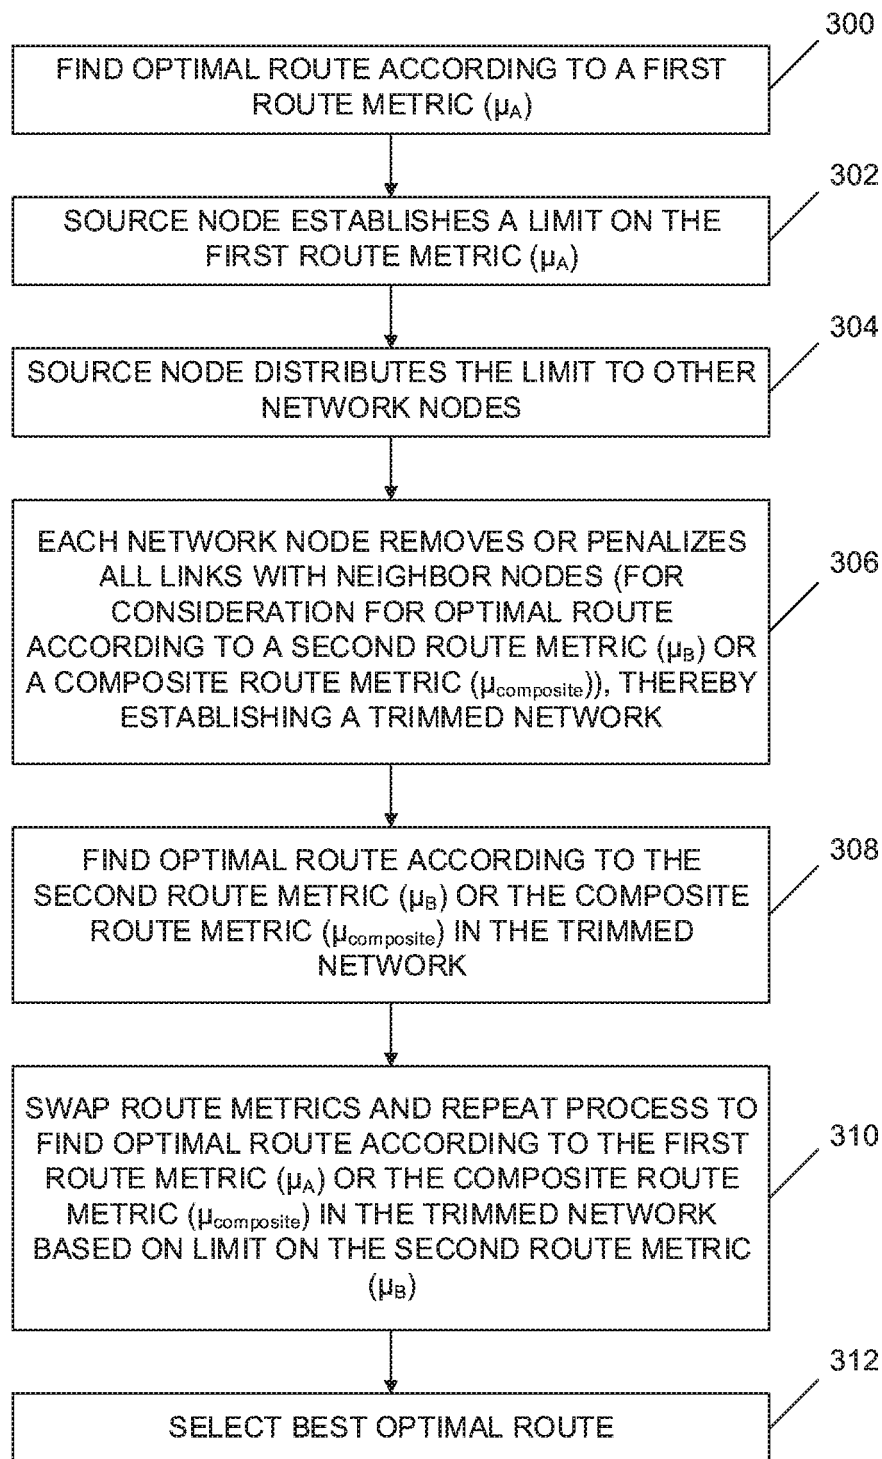 300
FIND OPTIMAL ROUTE ACCORDING TO A FIRST
ROUTE METRIC (μA)
302
SOURCE NODE ESTABLISHES A LIMIT ON THE
FIRST ROUTE METRIC (μA)
304
SOURCE NODE DISTRIBUTES THE LIMIT TO OTHER
NETWORK NODES
306
EACH NETWORK NODE REMOVES OR PENALIZES
ALL LINKS WITH NEIGHBOR NODES (FOR
CONSIDERATION FOR OPTIMAL ROUTE
ACCORDING TO A SECOND ROUTE METRIC (μB) OR
A COMPOSITE ROUTE METRIC (μcomposite)), THEREBY
ESTABLISHING A TRIMMED NETWORK
308
FIND OPTIMAL ROUTE ACCORDING TO THE
SECOND ROUTE METRIC (μB) OR THE COMPOSITE
ROUTE METRIC (μcomposite) IN THE TRIMMED
NETWORK
310
SWAP ROUTE METRICS AND REPEAT PROCESS TO
FIND OPTIMAL ROUTE ACCORDING TO THE FIRST
ROUTE METRIC (μA) OR THE COMPOSITE ROUTE
METRIC (μcomposite) IN THE TRIMMED NETWORK
BASED ON LIMIT ON THE SECOND ROUTE METRIC
(μB)
312
SELECT BEST OPTIMAL ROUTE